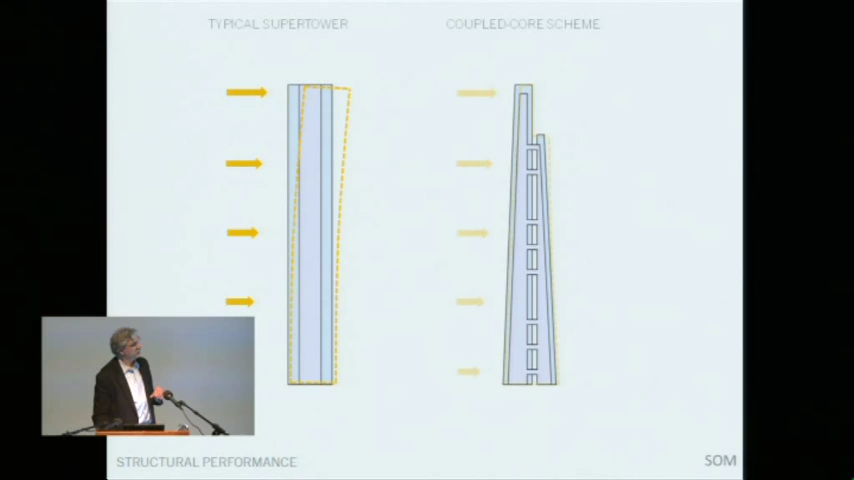 TYPICAL SUPERTOWER
COUPLED-CORE SCHEME
STRUCTURAL PERFORMANCE
SOM